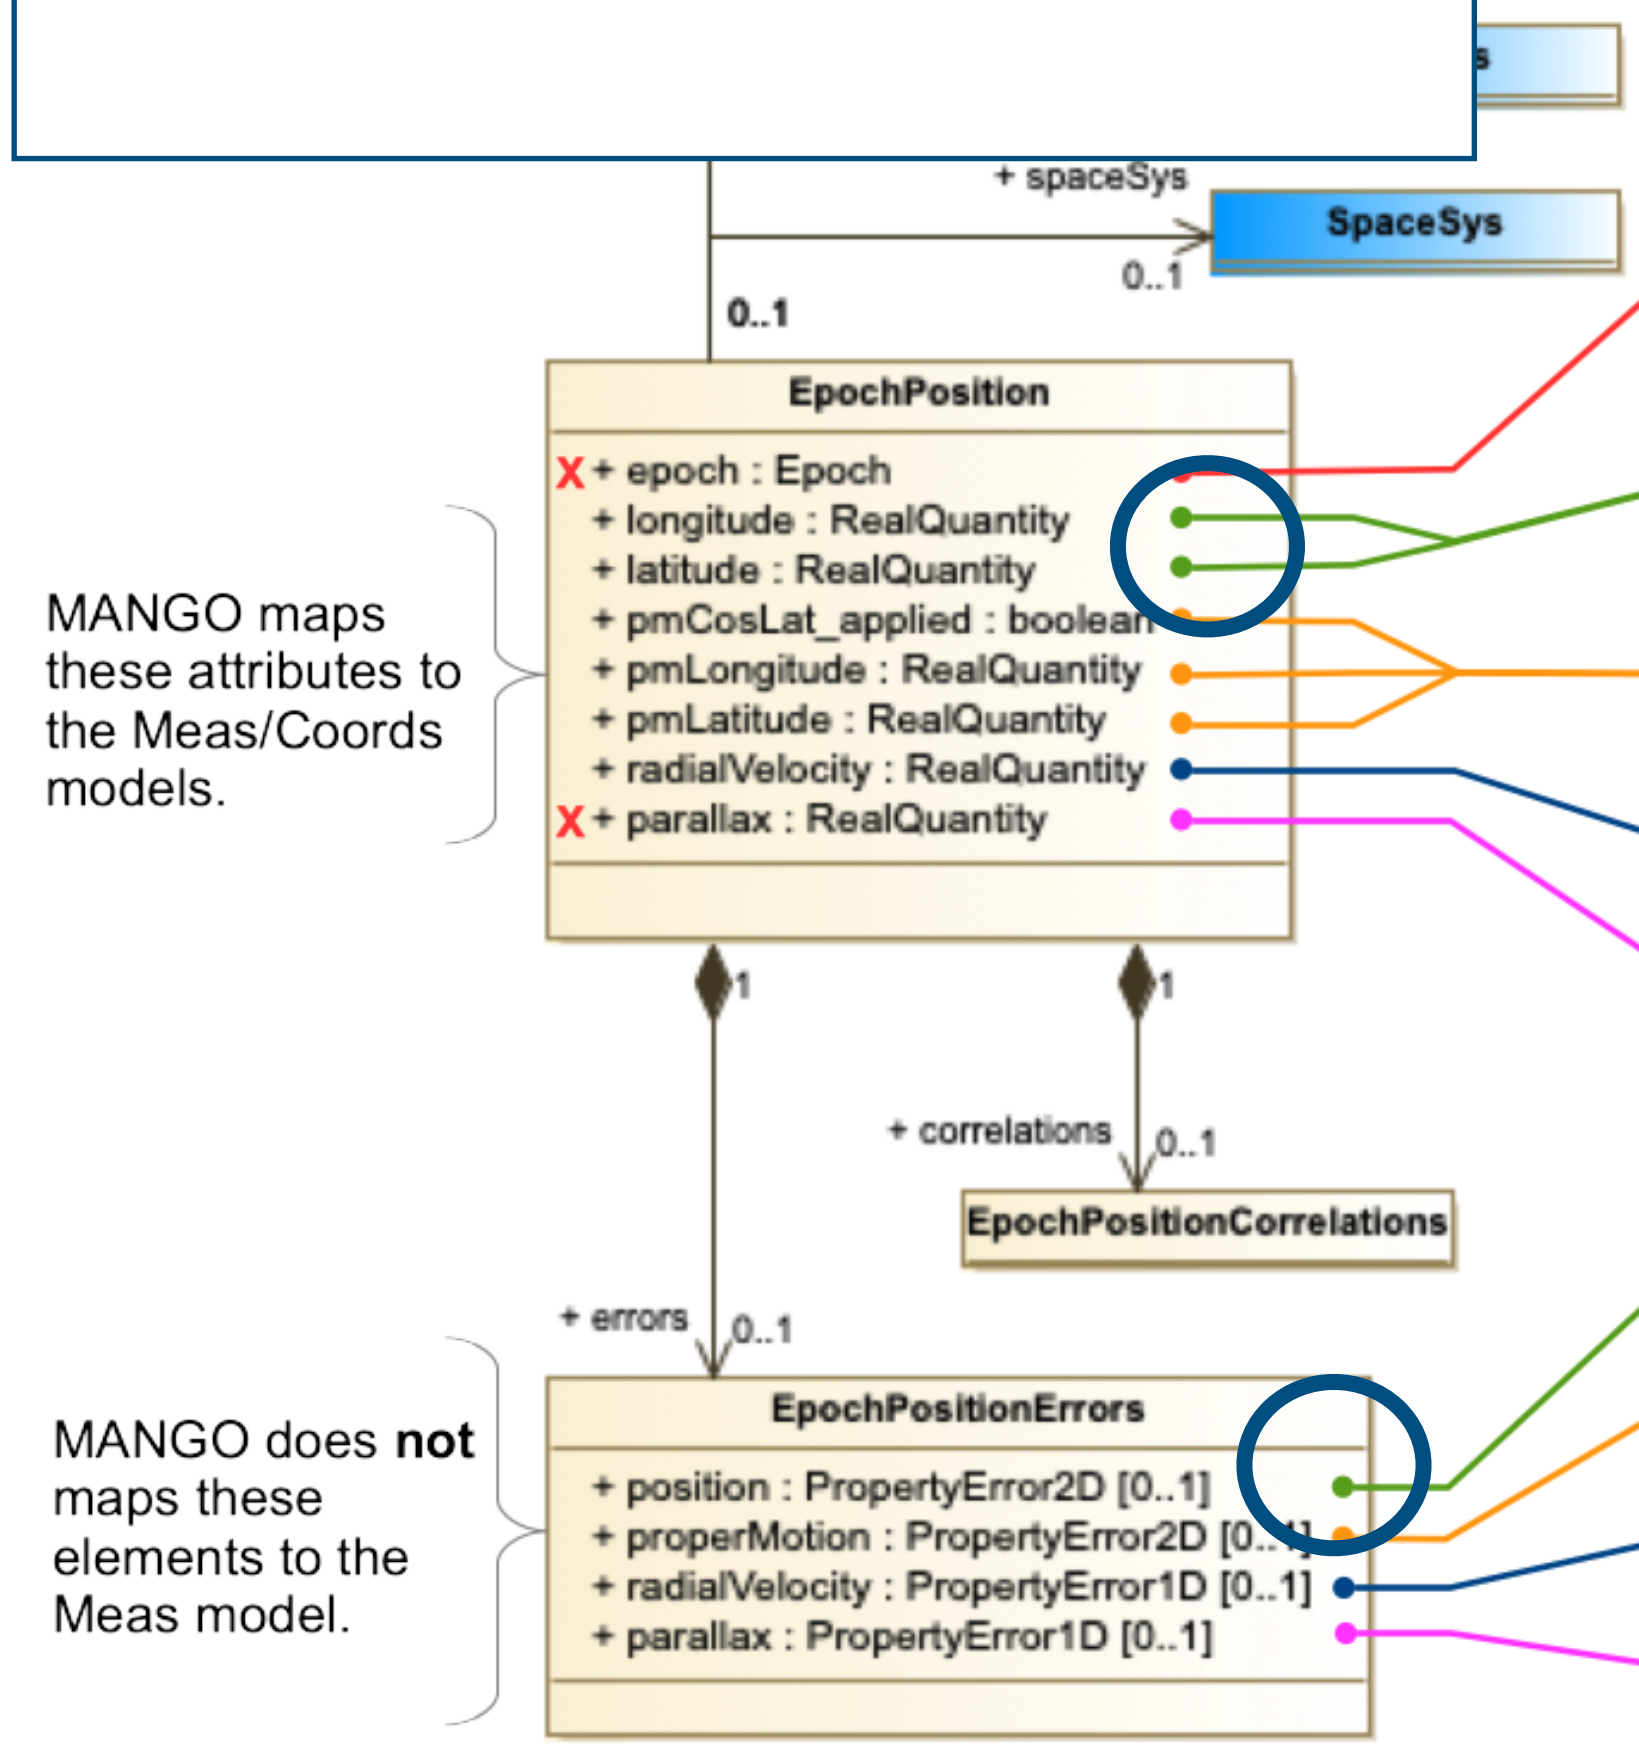 s
+ spaceSys
SpaceSys
0..1
0..1
EpochPosition
X + epoch : Epoch
+ longitude : RealQuantity
+ latitude : RealQuantity
+ pmCosLat_applied : boolean
+ pmLongitude : RealQuantity
+ pmLatitude : RealQuantity
+ radialVelocity : RealQuantity
X + parallax : RealQuantity
MANGO maps
these attributes to
the Meas/Coords
models.
1
1
+ correlations
0..1
EpochPositionCorrelations
+ errors
0..1
EpochPositionErrors
+ position : PropertyError2D [0..1]
+ properMotion : PropertyError2D [0..1]
+ radialVelocity : PropertyError1D [0..1]
+ parallax : PropertyError1D [0..1]
MANGO does not
maps these
elements to the
Meas model.